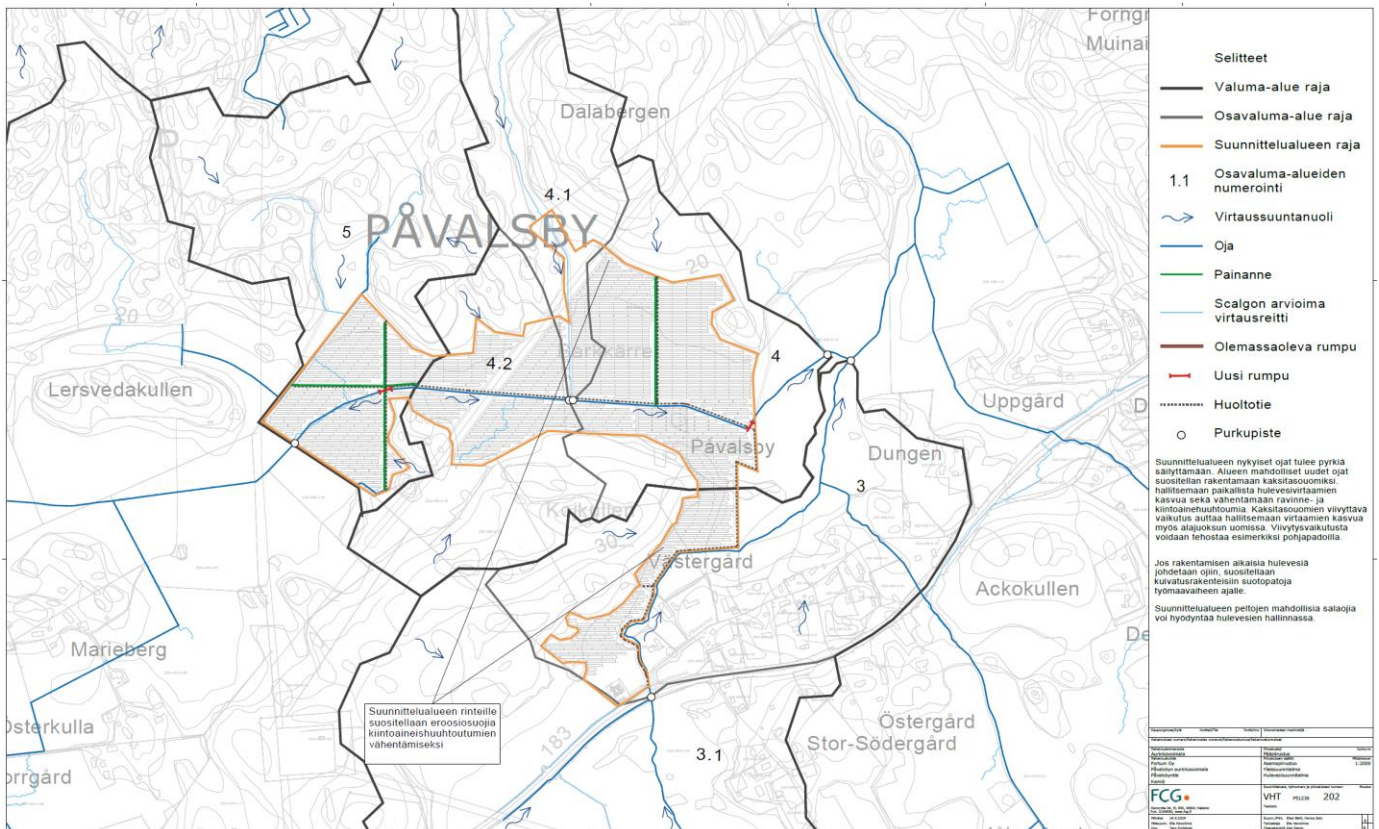 Forngr
Muinai
Dalabergen
4.1
PÅVALSBY
5
20
20
40
4.2
4
Lersvedakullen
Uppgård
Påvalsby
Dungen
3
30
Västergård
Ackokullen
Marieberg
Österkulla
orrgård
183
Östergård
Stor-Södergård
3.1
Suunnittelualueen rinteille
suositellaan eroosiosuojia
kiintoaineishuuhtoutumien
vähentämiseksi
Selitteet
Valuma-alue raja
Osavaluma-alue raja
Suunnittelualueen raja
1.1 Osavaluma-alueiden
numerointi
Virtaussuuntanuoli
Oja
Painanne
Scalgon arvioima
virtausreitti
Olemassaoleva rumpu
Uusi rumpu
Huoltotie
Purkupiste
Suunnittelualueen nykyiset ojat tulee pyrkiä
säilyttämään. Alueen mahdolliset uudet ojat
suositellan rakentamaan kaksitasouomiksi.
hallitsemaan paikallista hulevesivirtaamien
kasvua sekä vähentämään ravinne- ja
kiintoainehuuhtoumia. Kaksitasouomien viivyttävä
vaikutus auttaa hallitsemaan virtaamien kasvua
myös alajuoksun uomissa. Viivytysvaikutusta
voidaan tehostaa esimerkiksi pohjapadoilla.
Jos rakentamisen aikaisia hulevesiä
johdetaan ojiin, suositellaan
kuivatusrakenteisiin suotopatoja
työmaavaiheen ajalle.
Suunnittelualueen peltojen mahdollisia salaojia
voi hyödyntää hulevesien hallinnassa.
FCG
VHT 202